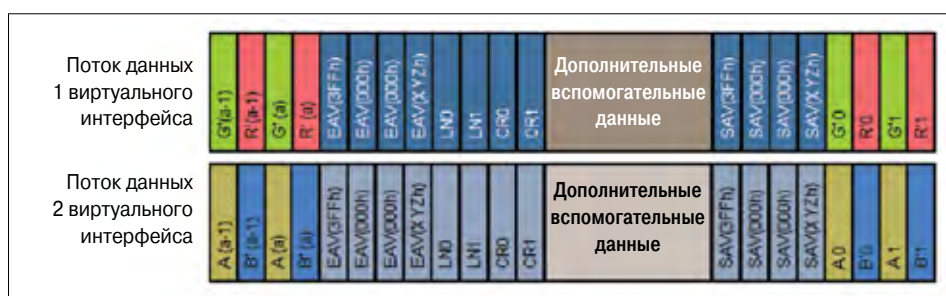 Поток данных
1 виртуального
интерфейса
G'(a-1) R'(a-1) G'(a) R'(a) EAV(3FFh) EAV(000h) EAV(000h) EAV(XYZh) LN0 LN1 CR0 CR1
Дополнительные
вспомогательные
данные
SAV(3FFh) SAV(000h) SAV(000h) SAV(XYZh) G'0 R'0 G'1 R'1
Поток данных
2 виртуального
интерфейса
A (a-1) B' (a-1) A (a) B' (a) EAV(3FFh) EAV(000h) EAV(000h) EAV(XYZh) LN0 LN1 CR0 CR1
Дополнительные
вспомогательные
данные
SAV(3FFh) SAV(000h) SAV(000h) SAV(XYZh) A 0 B'0 A 1 B'1